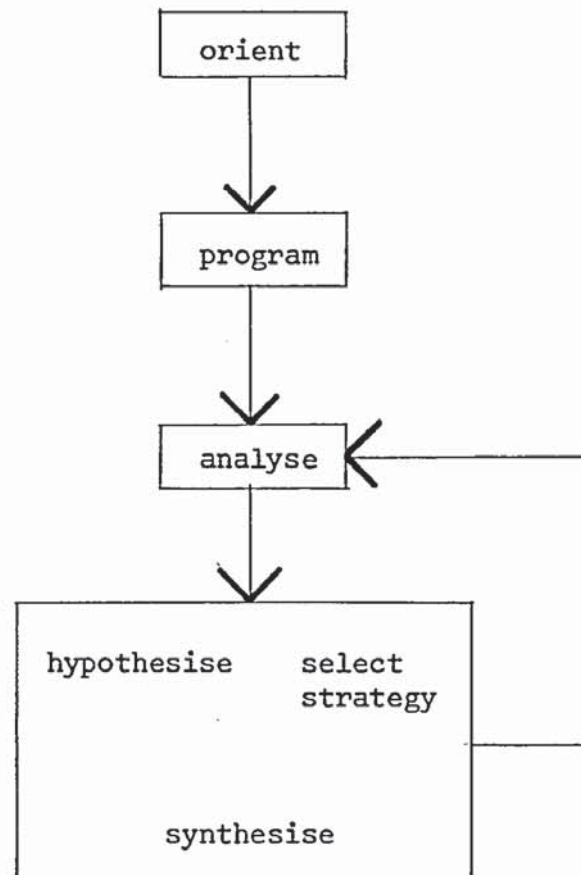 orient
program
analyse
hypothesise select
strategy
synthesise